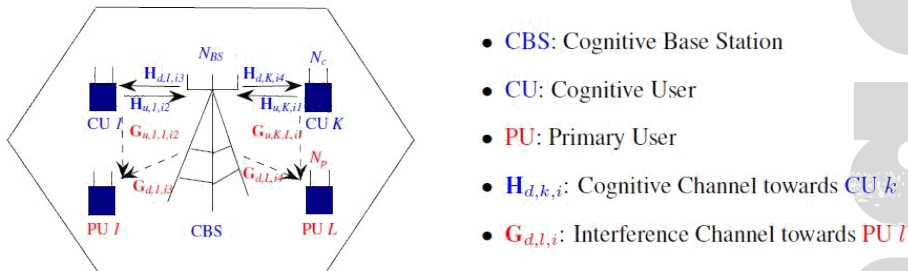 N_BS
N_c
H_d,1,i3
H_d,K,i4
H_u,1,i2
H_u,K,i1
CU 1
CU K
G_u,1,1,i2
G_u,K,L,i1
N_p
G_d,1,i3
G_d,L,i4
PU 1
CBS
PU L
• CBS: Cognitive Base Station
• CU: Cognitive User
• PU: Primary User
• H_d,k,i: Cognitive Channel towards CU k
• G_d,l,i: Interference Channel towards PU l